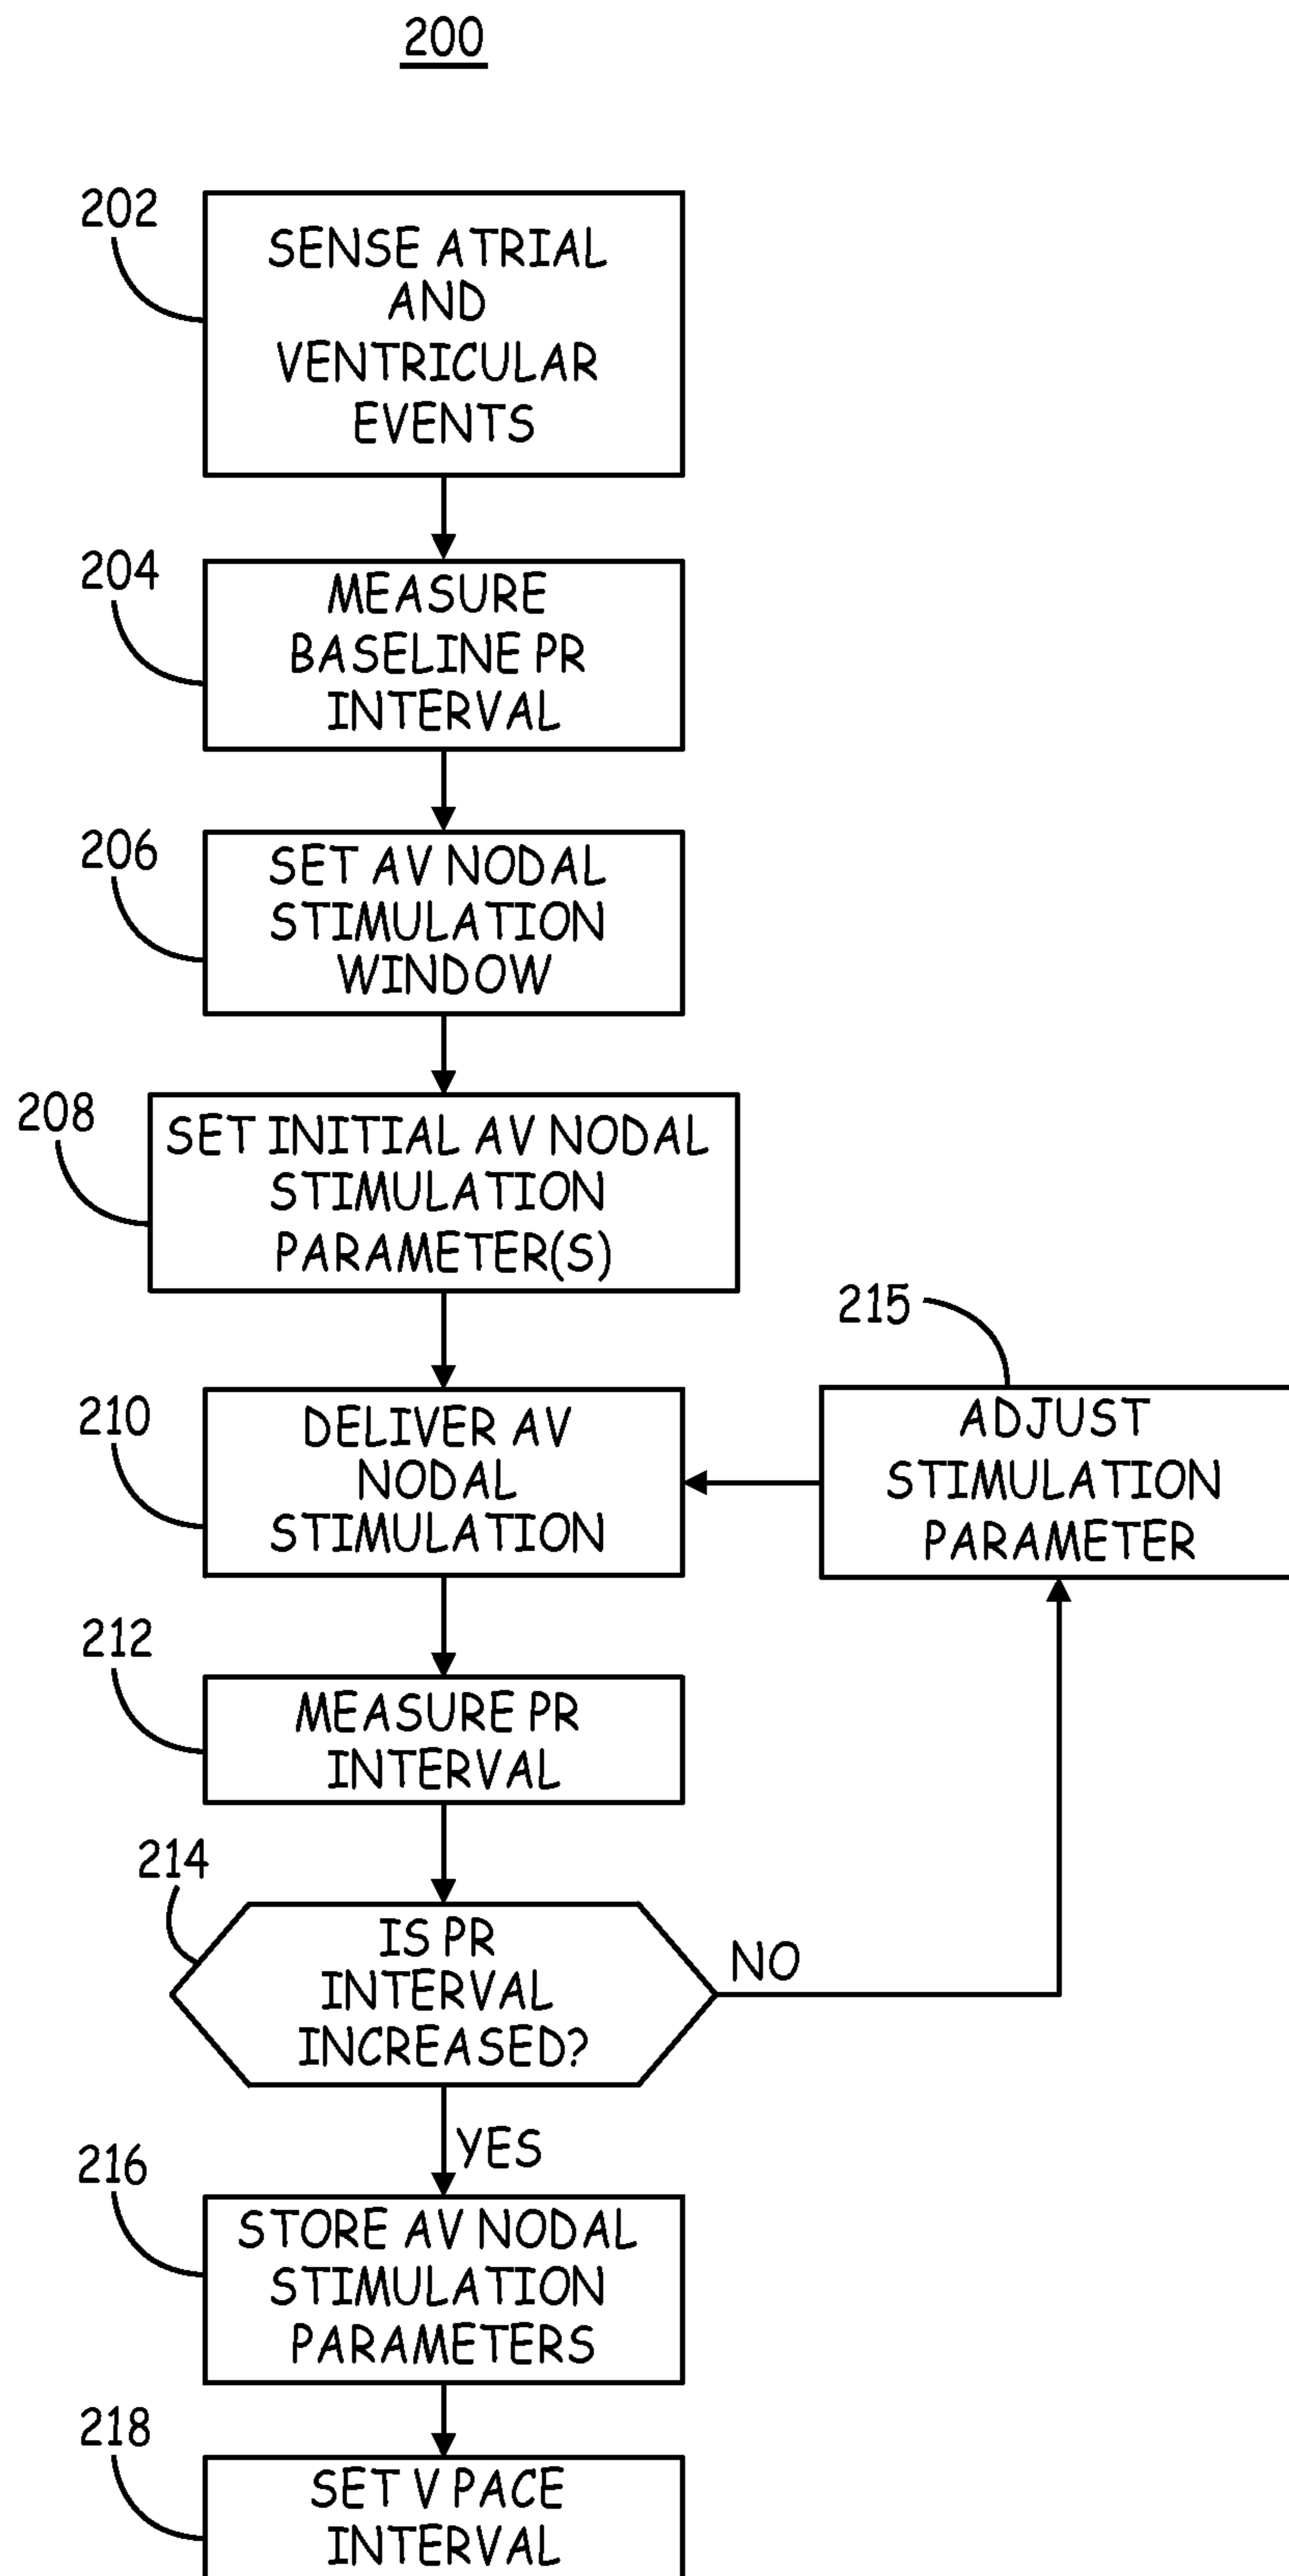 200
202
SENSE ATRIAL
AND
VENTRICULAR
EVENTS
204
MEASURE
BASELINE PR
INTERVAL
206
SET AV NODAL
STIMULATION
WINDOW
208
SET INITIAL AV NODAL
STIMULATION
PARAMETER(S)
210
DELIVER AV
NODAL
STIMULATION
215
ADJUST
STIMULATION
PARAMETER
212
MEASURE PR
INTERVAL
214
IS PR
INTERVAL
INCREASED?
NO
YES
216
STORE AV NODAL
STIMULATION
PARAMETERS
218
SET V PACE
INTERVAL